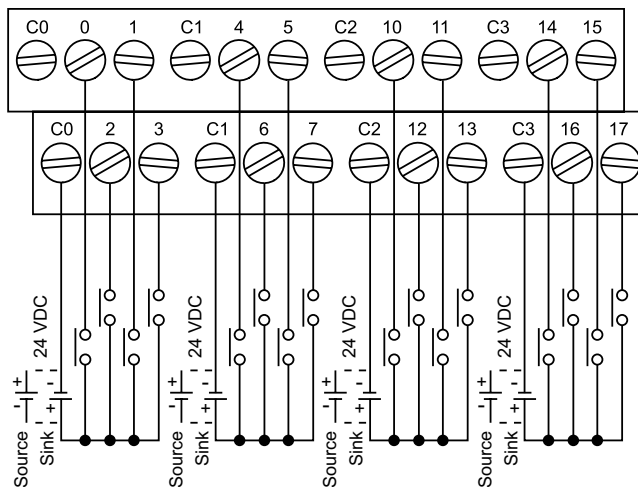 C0 0 1 C1 4 5 C2 10 11 C3 14 15
C0 2 3 C1 6 7 C2 12 13 C3 16 17
24 VDC 24 VDC 24 VDC 24 VDC
+ - + - + - + -
- + - + - + - +
Source Sink Source Sink Source Sink Source Sink